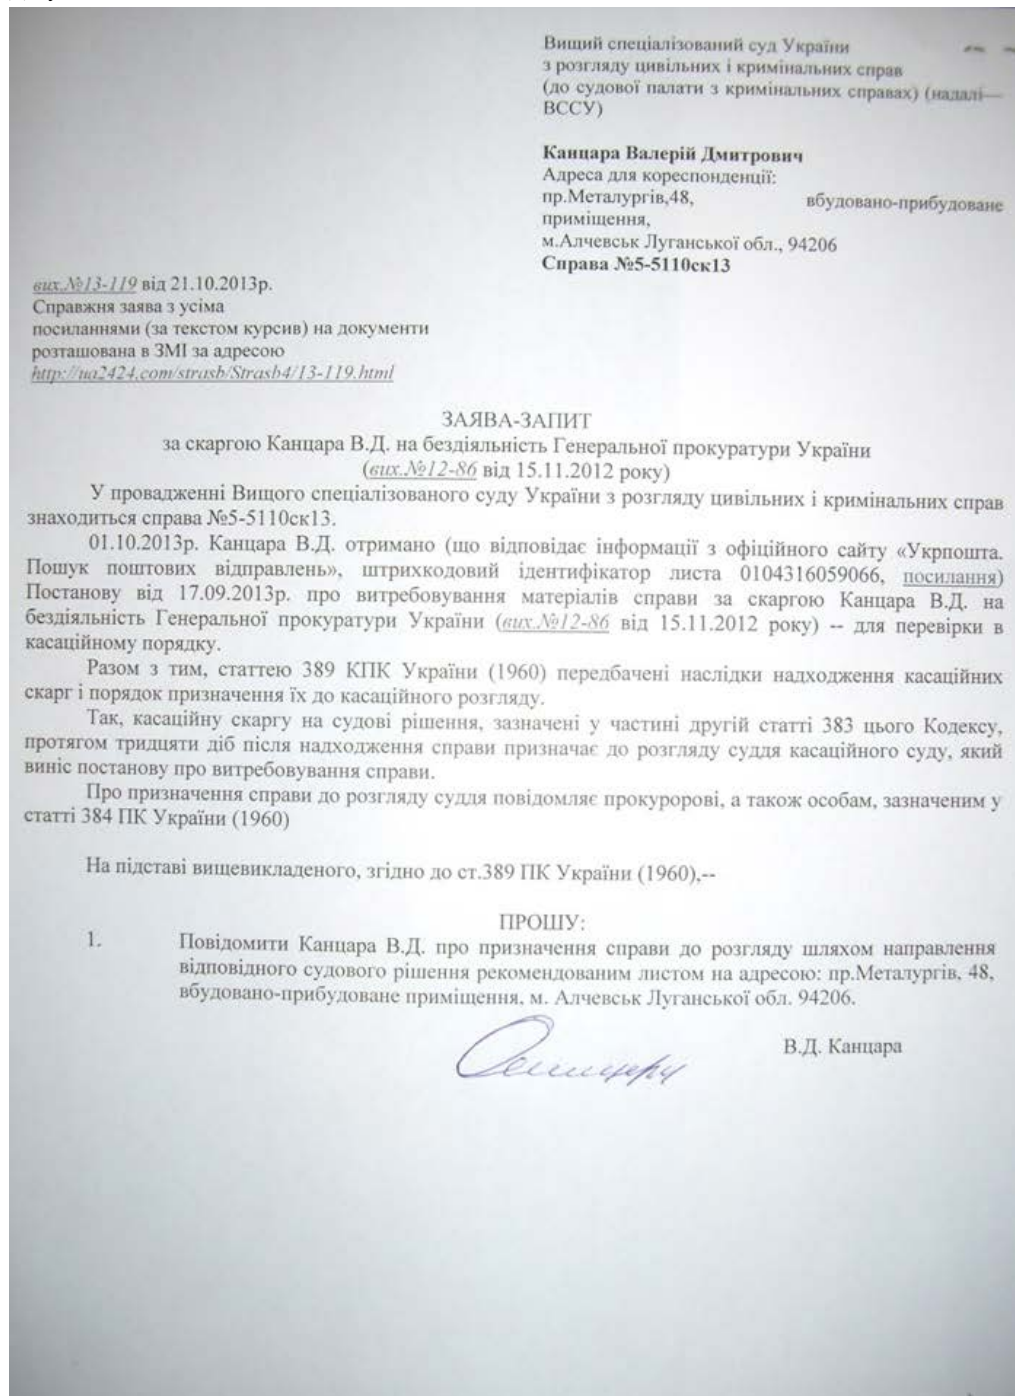 Вищий спеціалізований суд України
з розгляду цивільних і кримінальних справ
(до судової палати з кримінальних справах) (надалі—
ВССУ)
Канцара Валерій Дмитрович
Адреса для кореспонденції:
пр.Металургів,48, вбудовано-прибудоване
приміщення,
м.Алчевськ Луганської обл., 94206
Справа №5-5110ск13
вих.№13-119 від 21.10.2013р.
Справжня заява з усіма
посиланнями (за текстом курсив) на документи
розташована в ЗМІ за адресою
http://ua2424.com/strasb/Strasb4/13-119.html
ЗАЯВА-ЗАПИТ
за скаргою Канцара В.Д. на бездіяльність Генеральної прокуратури України
(вих.№12-86 від 15.11.2012 року)
У провадженні Вищого спеціалізованого суду України з розгляду цивільних і кримінальних справ
знаходиться справа №5-5110ск13.
01.10.2013р. Канцара В.Д. отримано (що відповідає інформації з офіційного сайту «Укрпошта.
Пошук поштових відправлень», штрихкодовий ідентифікатор листа 0104316059066, посилання)
Постанову від 17.09.2013р. про витребовування матеріалів справи за скаргою Канцара В.Д. на
бездіяльність Генеральної прокуратури України (вих.№12-86 від 15.11.2012 року) -- для перевірки в
касаційному порядку.
Разом з тим, статтею 389 КПК України (1960) передбачені наслідки надходження касаційних
скарг і порядок призначення їх до касаційного розгляду.
Так, касаційну скаргу на судові рішення, зазначені у частині другій статті 383 цього Кодексу,
протягом тридцяти діб після надходження справи призначає до розгляду суддя касаційного суду, який
виніс постанову про витребовування справи.
Про призначення справи до розгляду суддя повідомляє прокуророві, а також особам, зазначеним у
статті 384 ПК України (1960)
На підставі вищевикладеного, згідно до ст.389 ПК України (1960),--
ПРОШУ:
1. Повідомити Канцара В.Д. про призначення справи до розгляду шляхом направлення
відповідного судового рішення рекомендованим листом на адресою: пр.Металургів, 48,
вбудовано-прибудоване приміщення, м. Алчевськ Луганської обл. 94206.
В.Д. Канцара